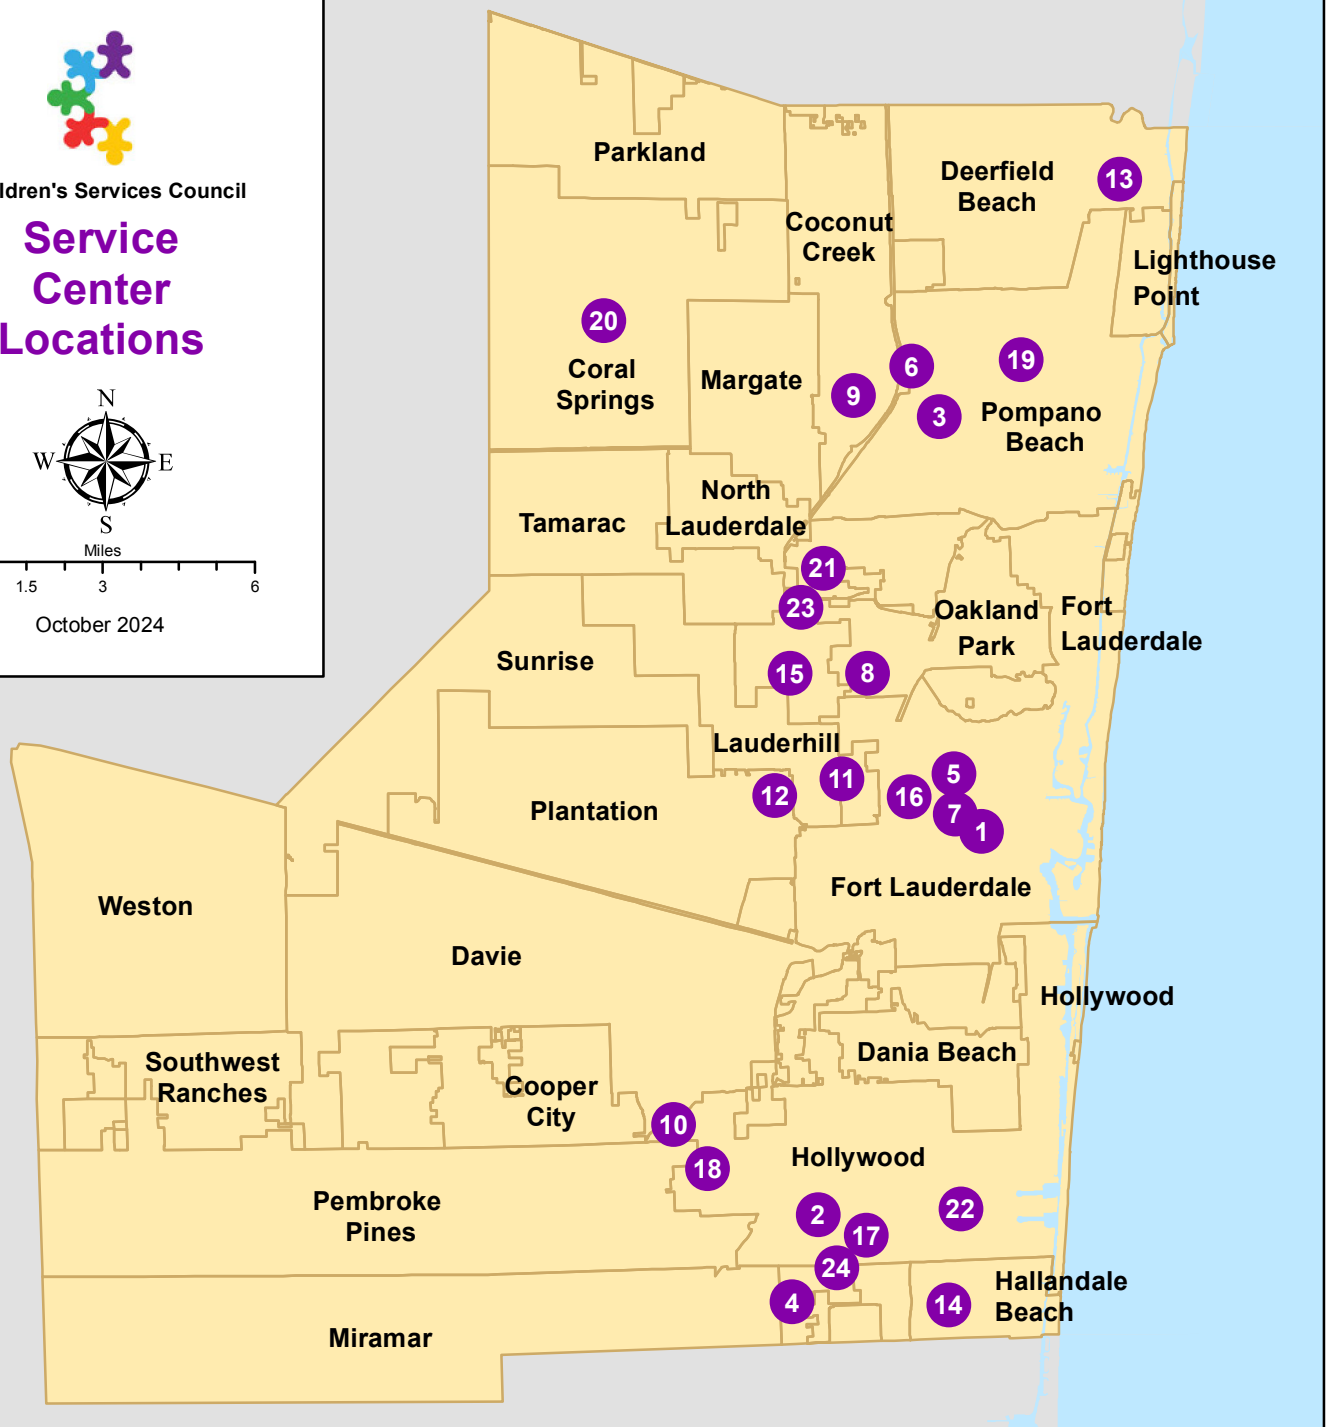 ldren's Services Council
Service
Center
Locations
N
W
E
S
Miles
1.5
3
6
October 2024
Parkland
Deerfield
Beach
13
Coconut
Creek
Lighthouse
Point
20
Coral
Springs
Margate
9
6
19
3
Pompano
Beach
North
Lauderdale
Tamarac
21
23
Oakland
Park
Fort
Lauderdale
Sunrise
15
8
Lauderhill
12
11
5
16
7
1
Plantation
Fort Lauderdale
Weston
Davie
Hollywood
Dania Beach
Southwest
Ranches
Cooper
City
10
18
Hollywood
Pembroke
Pines
2
22
17
24
4
14
Hallandale
Beach
Miramar